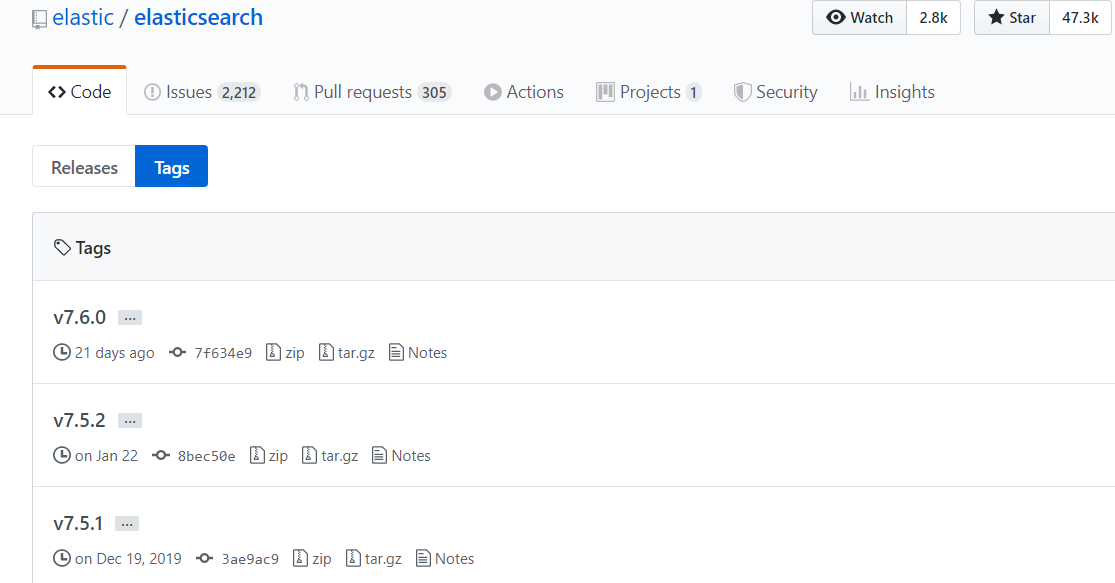 elastic / elasticsearch Watch 2.8k Star 47.3k
Code Issues 2,212 Pull requests 305 Actions Projects 1 Security Insights
Releases Tags
Tags
v7.6.0 ...
21 days ago 7f634e9 zip tar.gz Notes
v7.5.2 ...
on Jan 22 8bec50e zip tar.gz Notes
v7.5.1 ...
on Dec 19, 2019 3ae9ac9 zip tar.gz Notes